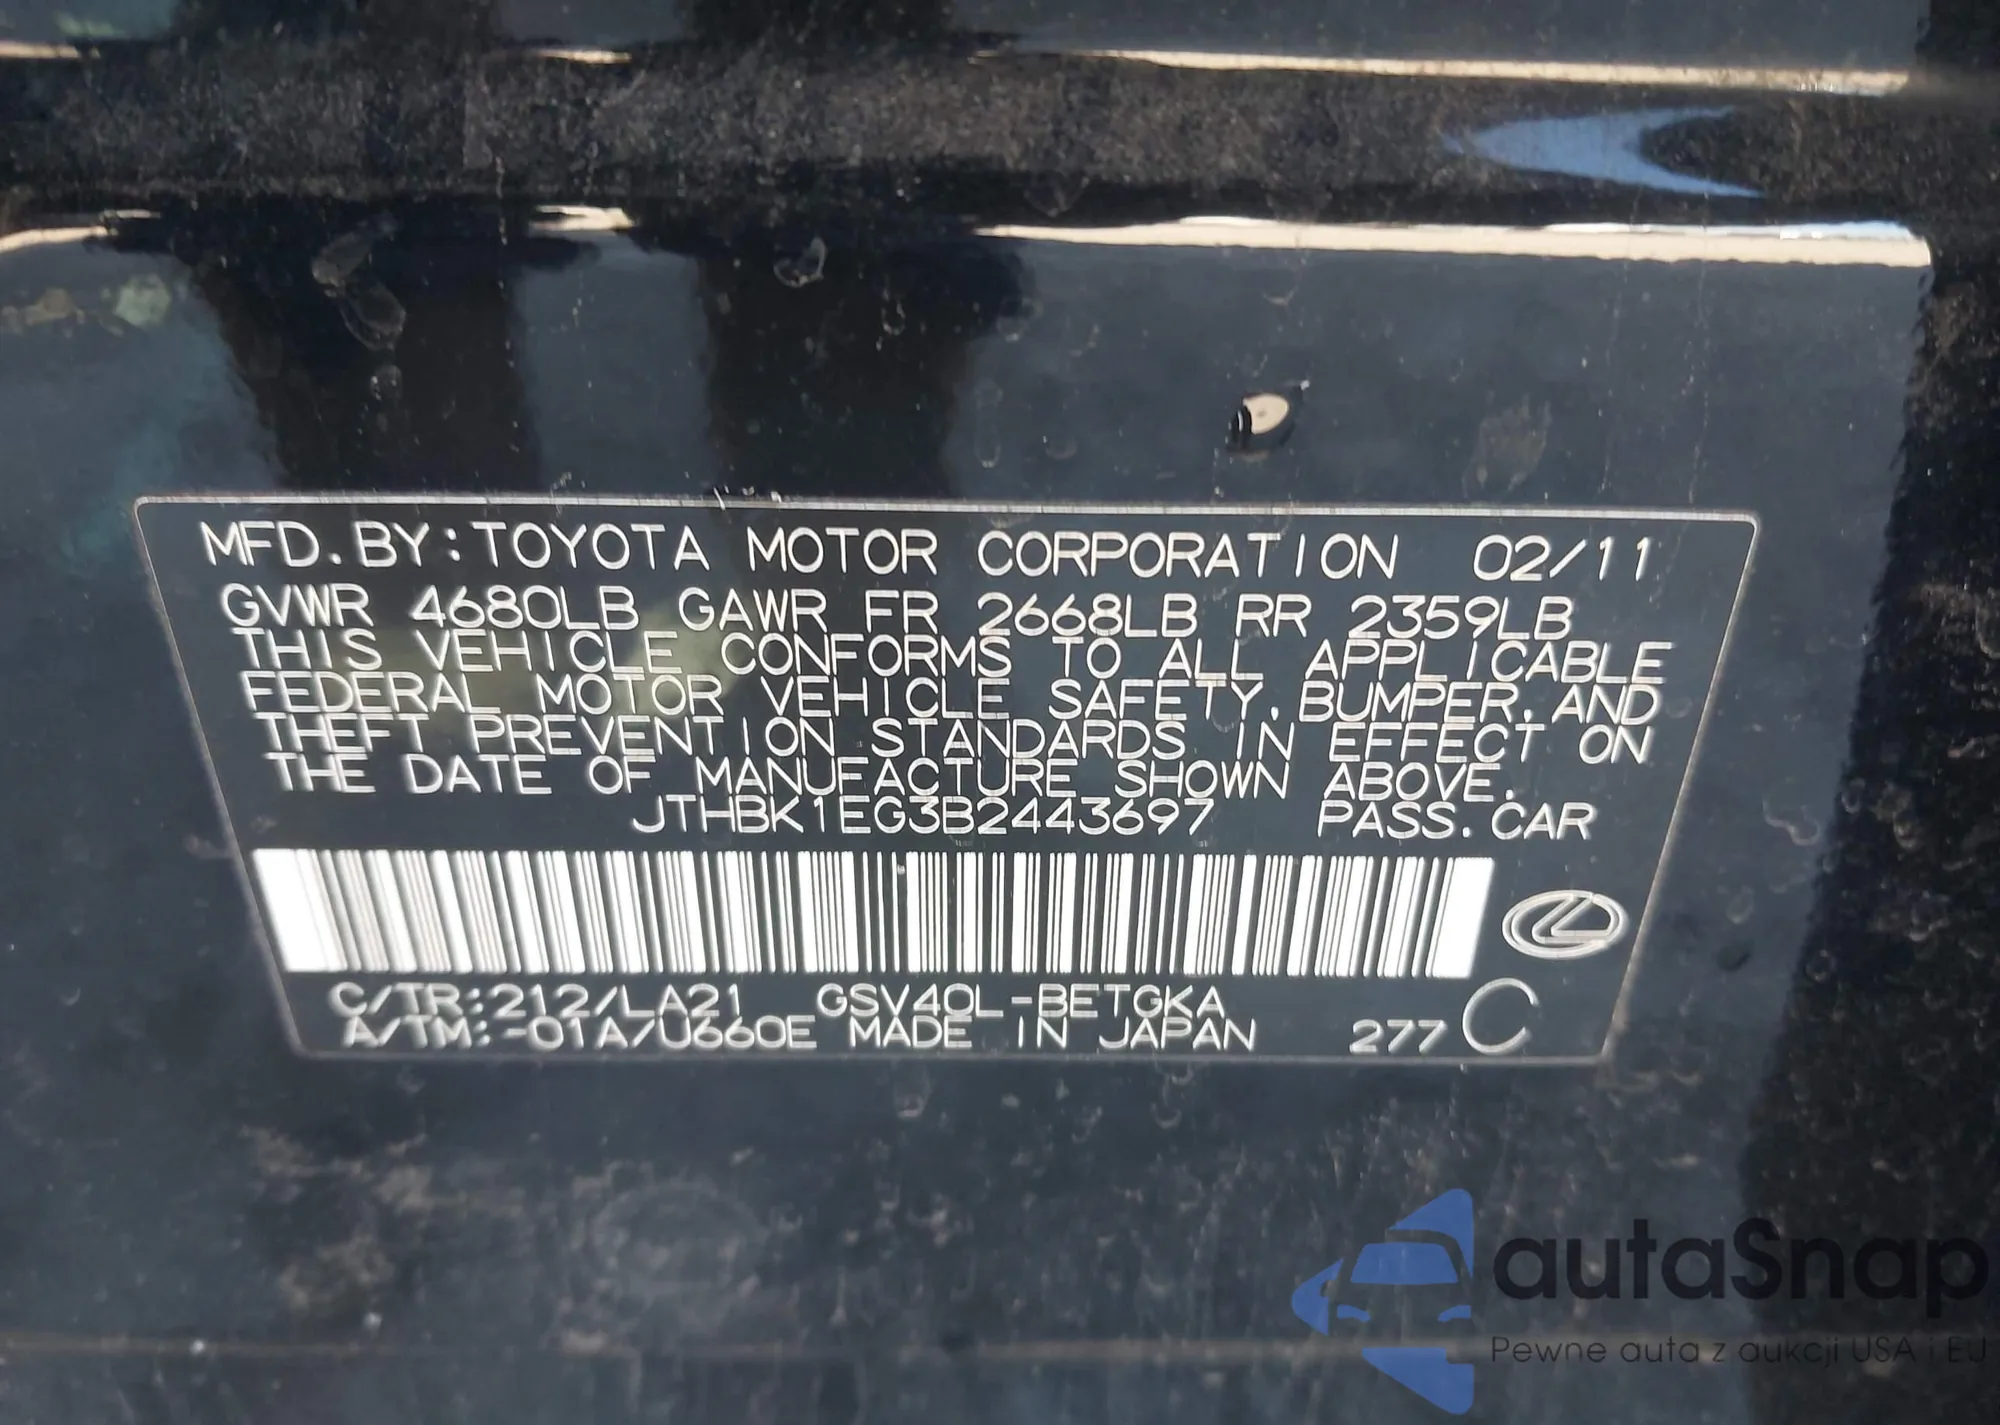 MFD. BY: TOYOTA MOTOR CORPORATION 02/11
GVWR 4680LB GAWR FR 2668LB RR 2359LB
THIS VEHICLE CONFORMS TO ALL APPLICABLE
FEDERAL MOTOR VEHICLE SAFETY, BUMPER, AND
THEFT PREVENTION STANDARDS IN EFFECT ON
THE DATE OF MANUFACTURE SHOWN ABOVE.
JTHBK1EG3B2443697 PASS. CAR
C/TR:212/LA21 GSV40L-BETGKA
A/TM:-01A/U660E MADE IN JAPAN 277 C
autaSnap
Pewne auta z aukcji USA i EU